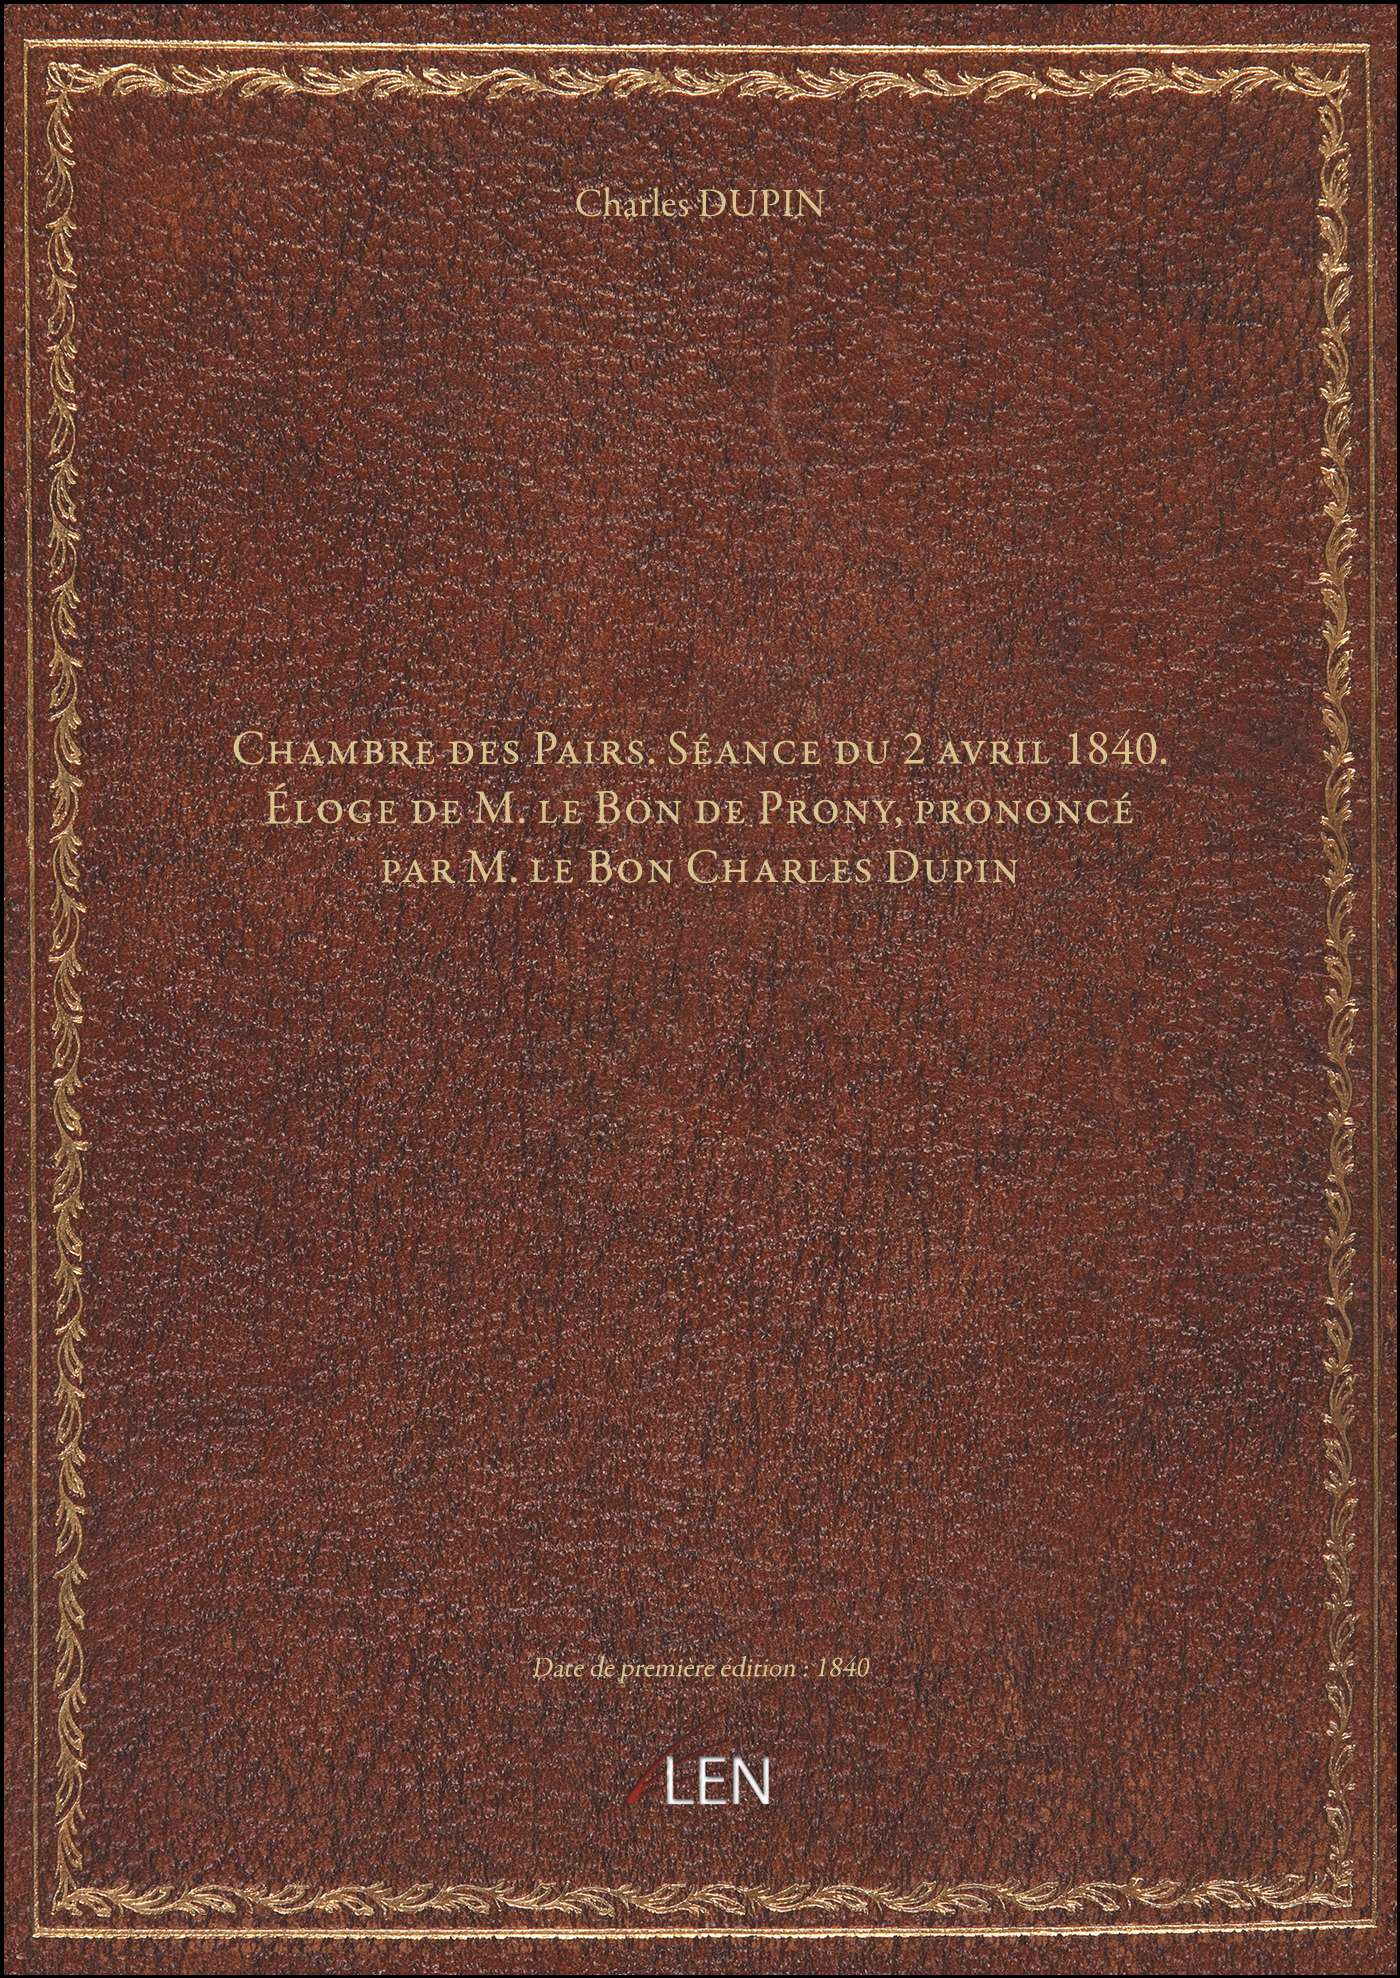 Charles DUPIN
Chambre des Pairs. Séance du 2 avril 1840.
Éloge de M. le Bon de Prony, prononcé
par M. le Bon Charles Dupin
Date de première édition : 1840
LEN